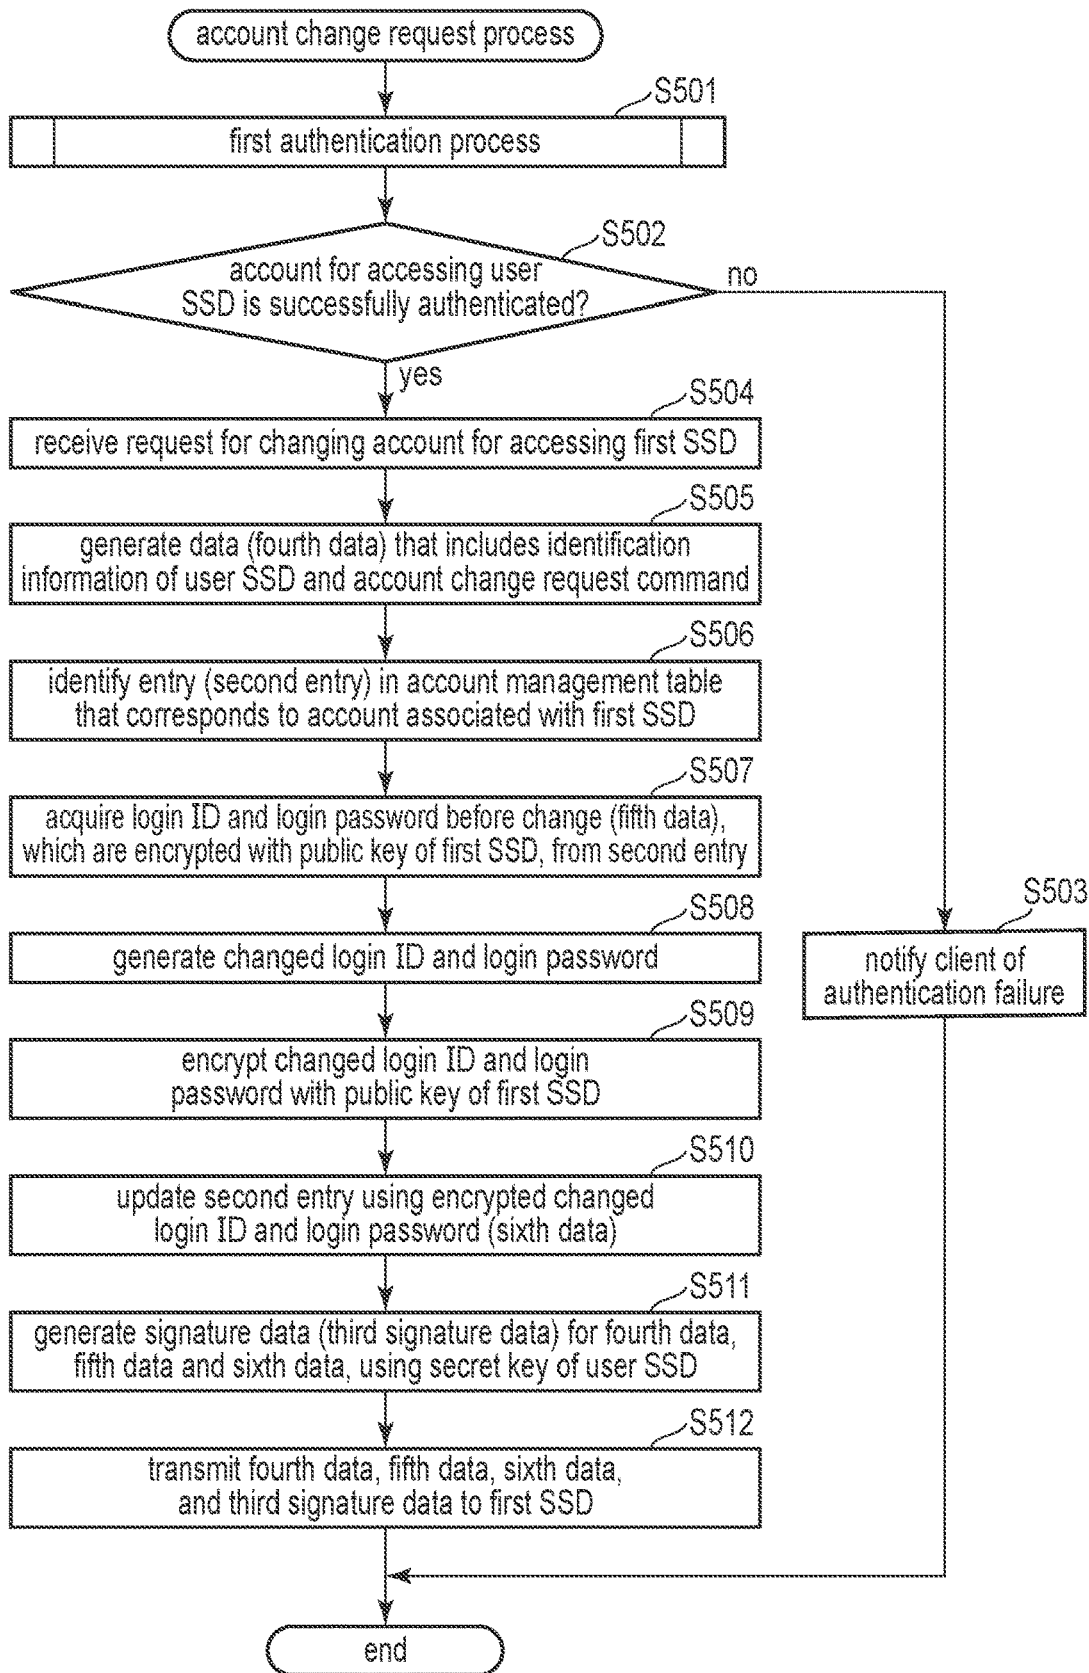 account change request process
S501
first authentication process
S502
account for accessing user
SSD is successfully authenticated?
no
yes
S504
receive request for changing account for accessing first SSD
S505
generate data (fourth data) that includes identification
information of user SSD and account change request command
S506
identify entry (second entry) in account management table
that corresponds to account associated with first SSD
S507
acquire login ID and login password before change (fifth data),
which are encrypted with public key of first SSD, from second entry
S508
generate changed login ID and login password
S503
notify client of
authentication failure
S509
encrypt changed login ID and login
password with public key of first SSD
S510
update second entry using encrypted changed
login ID and login password (sixth data)
S511
generate signature data (third signature data) for fourth data,
fifth data and sixth data, using secret key of user SSD
S512
transmit fourth data, fifth data, sixth data,
and third signature data to first SSD
end